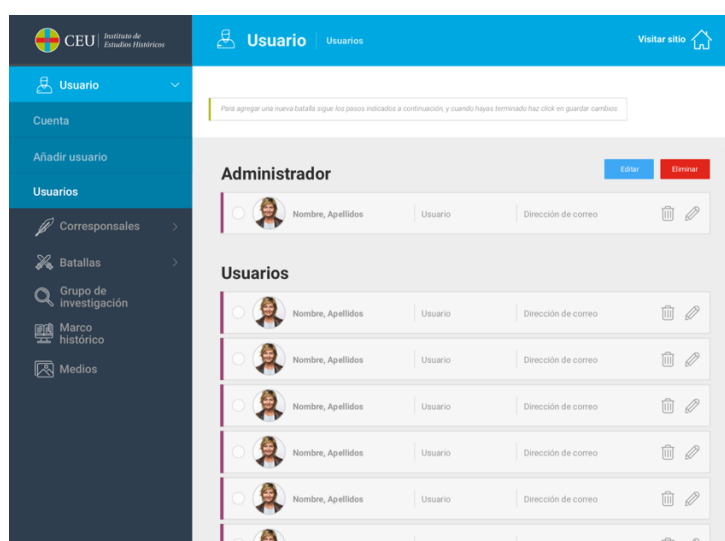 CEU
Instituto de
Estudios Históricos
Usuario
Usuarios
Visitar sitio
Usuario
Cuenta
Añadir usuario
Usuarios
Corresponsales
Batallas
Grupo de
investigación
Marco
histórico
Medios
Para agregar una nueva batalla sigue los pasos indicados a continuación, y cuando hayas terminado haz click en guardar cambios
Administrador
Editar
Eliminar
Nombre, Apellidos Usuario Dirección de correo
Usuarios
Nombre, Apellidos Usuario Dirección de correo
Nombre, Apellidos Usuario Dirección de correo
Nombre, Apellidos Usuario Dirección de correo
Nombre, Apellidos Usuario Dirección de correo
Nombre, Apellidos Usuario Dirección de correo